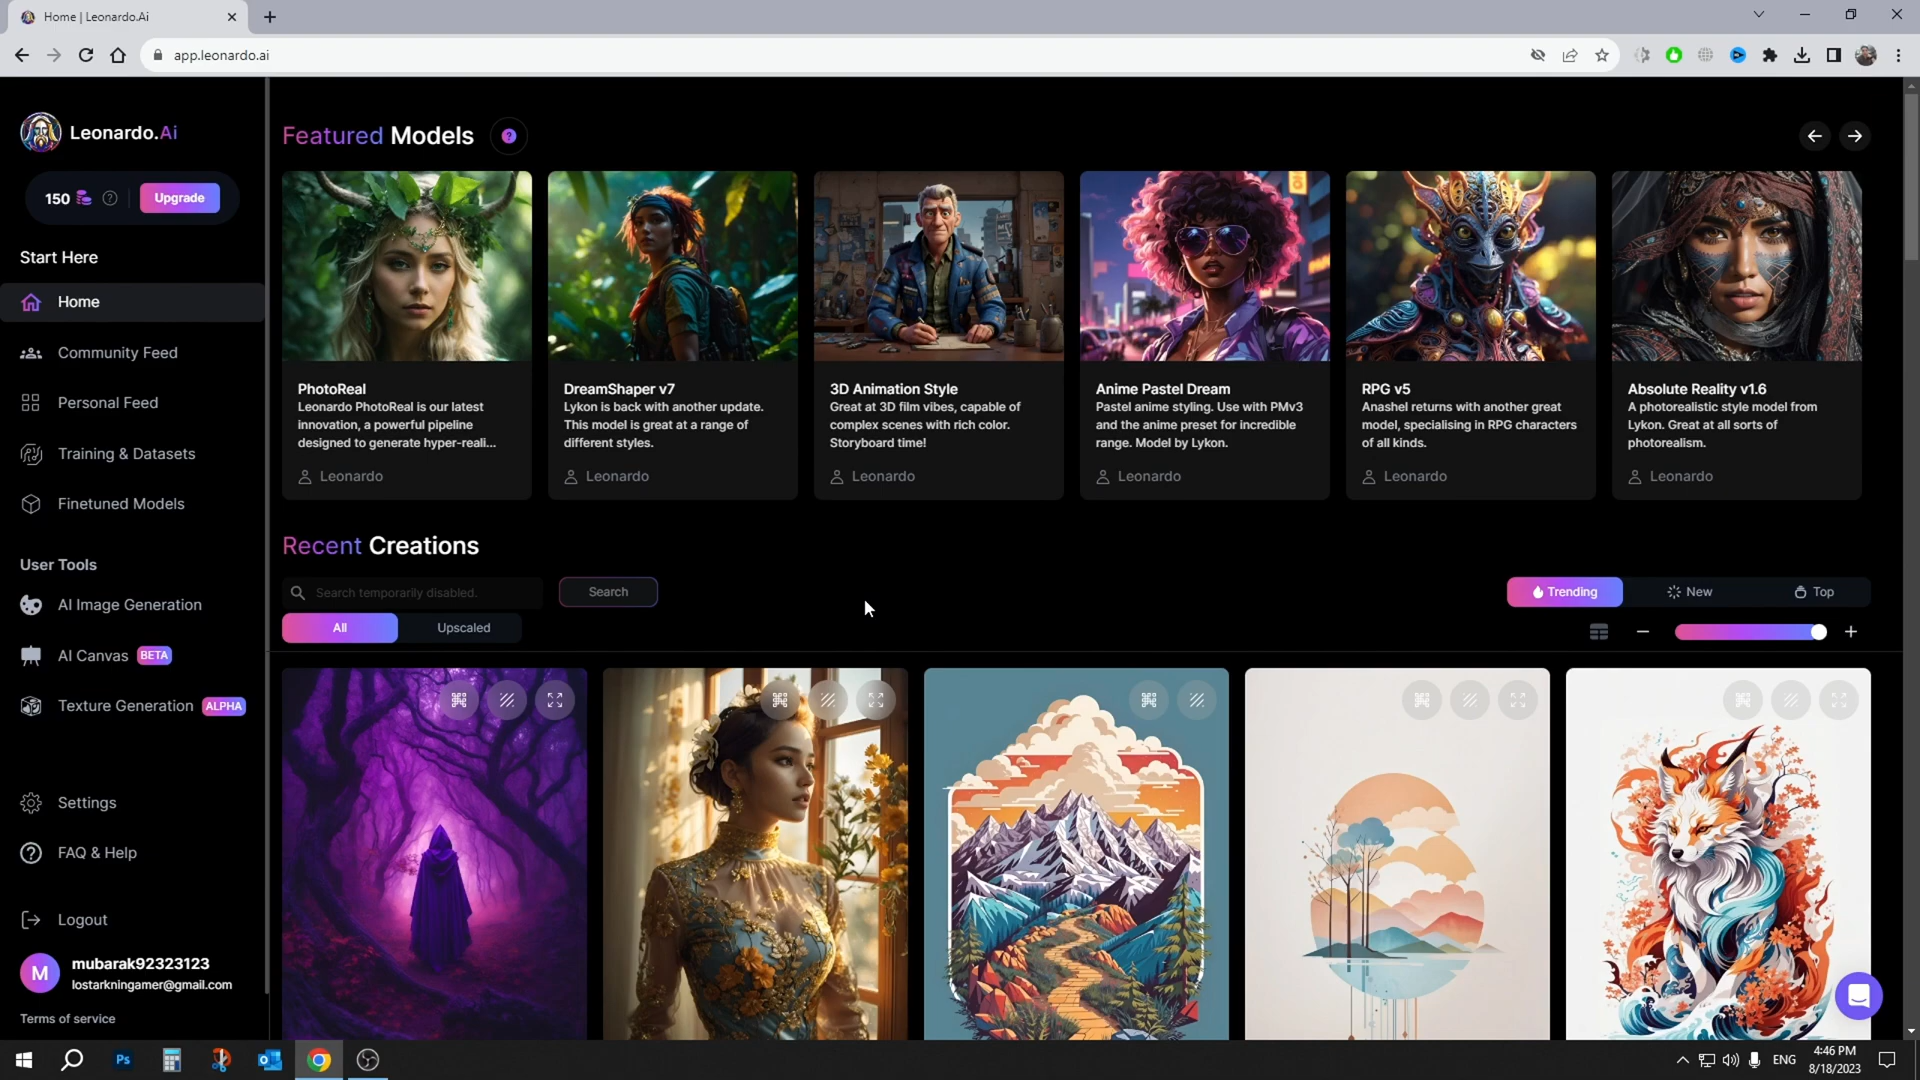 Home | Leonardo.Ai
app.leonardo.ai
Leonardo.Ai
150
Upgrade
Start Here
Home
Community Feed
Personal Feed
Training & Datasets
Finetuned Models
User Tools
AI Image Generation
AI Canvas BETA
Texture Generation ALPHA
Settings
FAQ & Help
Logout
M
mubarak92323123
lostarkningamer@gmail.com
Terms of service
Featured Models
PhotoReal
Leonardo PhotoReal is our latest
innovation, a powerful pipeline
designed to generate hyper-reali...
Leonardo
DreamShaper v7
Lykon is back with another update.
This model is great at a range of
different styles.
Leonardo
3D Animation Style
Great at 3D film vibes, capable of
complex scenes with rich color.
Storyboard time!
Leonardo
Anime Pastel Dream
Pastel anime styling. Use with PMv3
and the anime preset for incredible
range. Model by Lykon.
Leonardo
RPG v5
Anashel returns with another great
model, specialising in RPG characters
of all kinds.
Leonardo
Absolute Reality v1.6
A photorealistic style model from
Lykon. Great at all sorts of
photorealism.
Leonardo
Recent Creations
Search temporarily disabled.
Search
Trending
New
Top
All
Upscaled
Ps
ENG
4:46 PM
8/18/2023